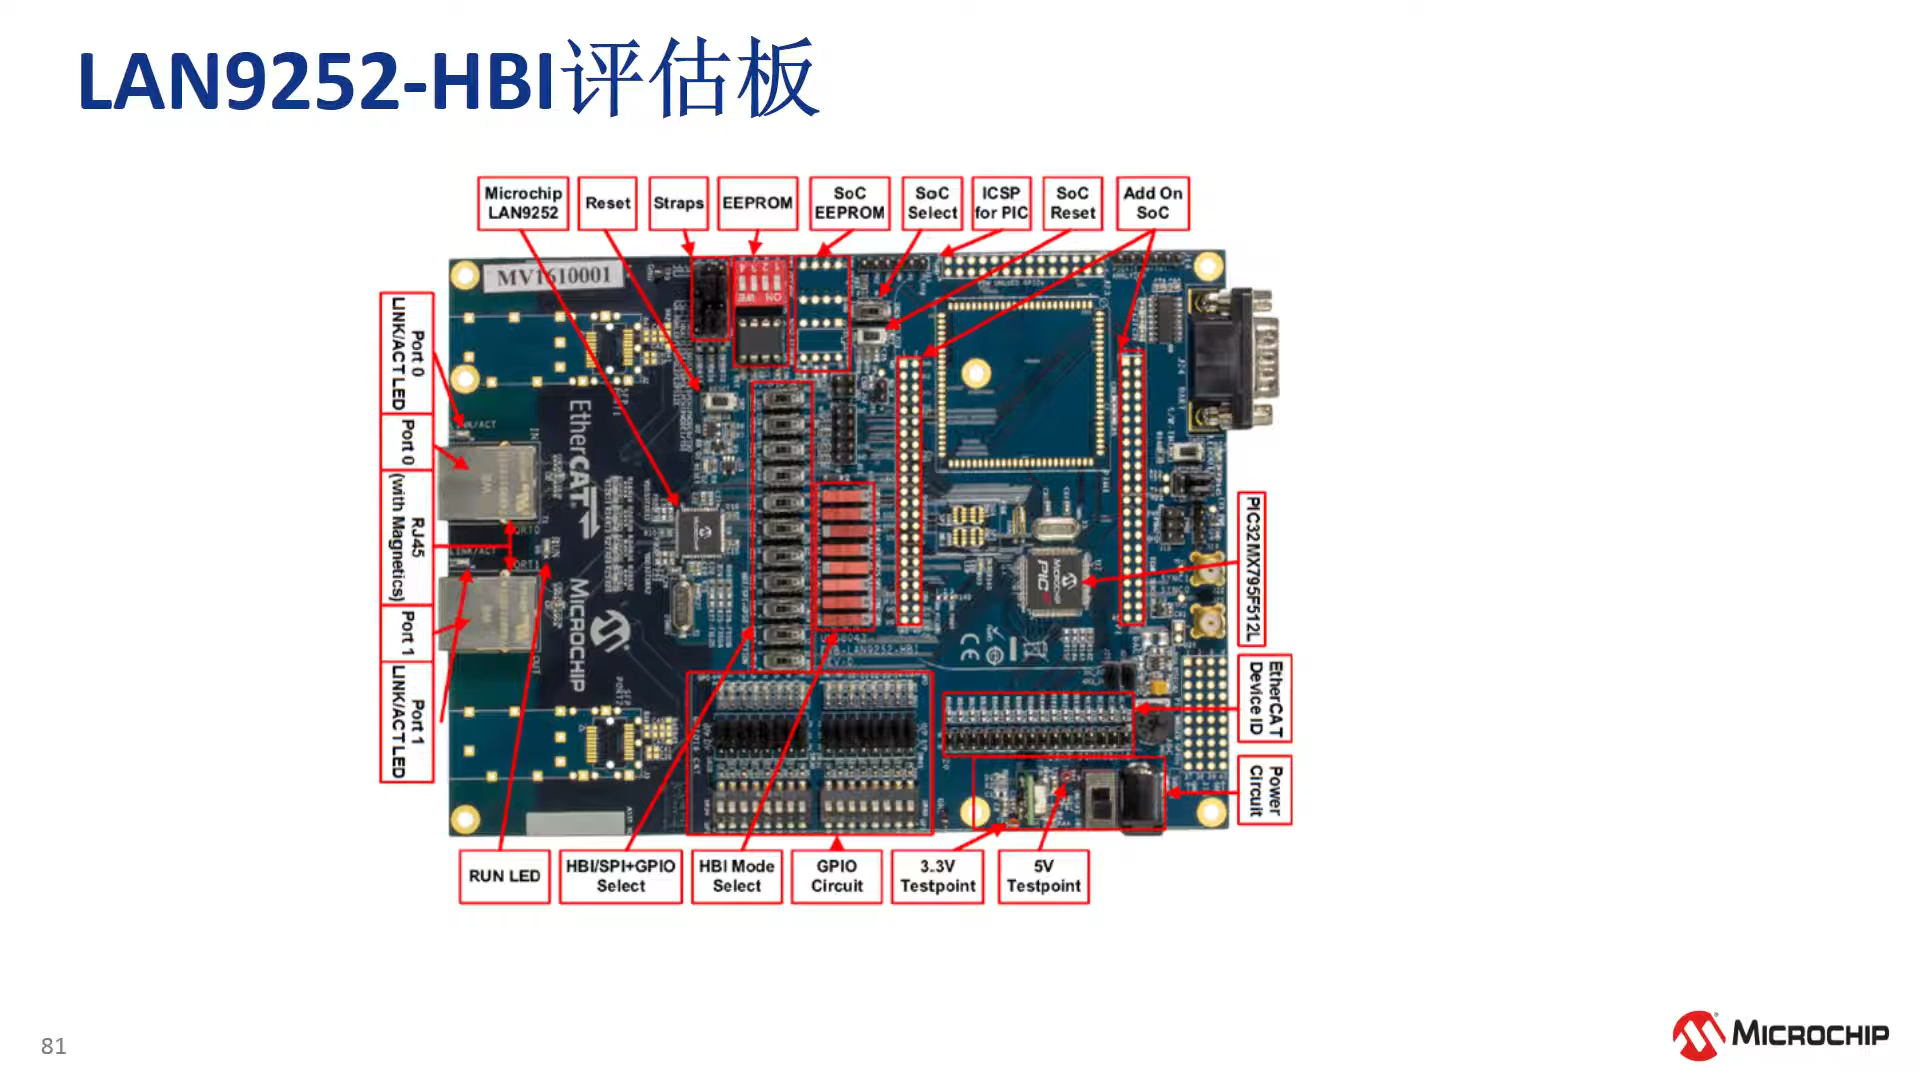 LAN9252-HBI评估板
Microchip
LAN9252
Reset
Straps
EEPROM
SoC
EEPROM
SoC
Select
ICSP
for PIC
SoC
Reset
Add On
SoC
MV1610001
Port 0
LINK/ACT LED
Port 0
RJ45
(with Magnetics)
Port 1
Port 1
LINK/ACT LED
EtherCAT
MICROCHIP
LINK/ACT
PIC32MX795F512L
EtherCAT
Device ID
Power
Circuit
RUN LED
HBI/SPI+GPIO
Select
HBI Mode
Select
GPIO
Circuit
3.3V
Testpoint
5V
Testpoint
81
MICROCHIP